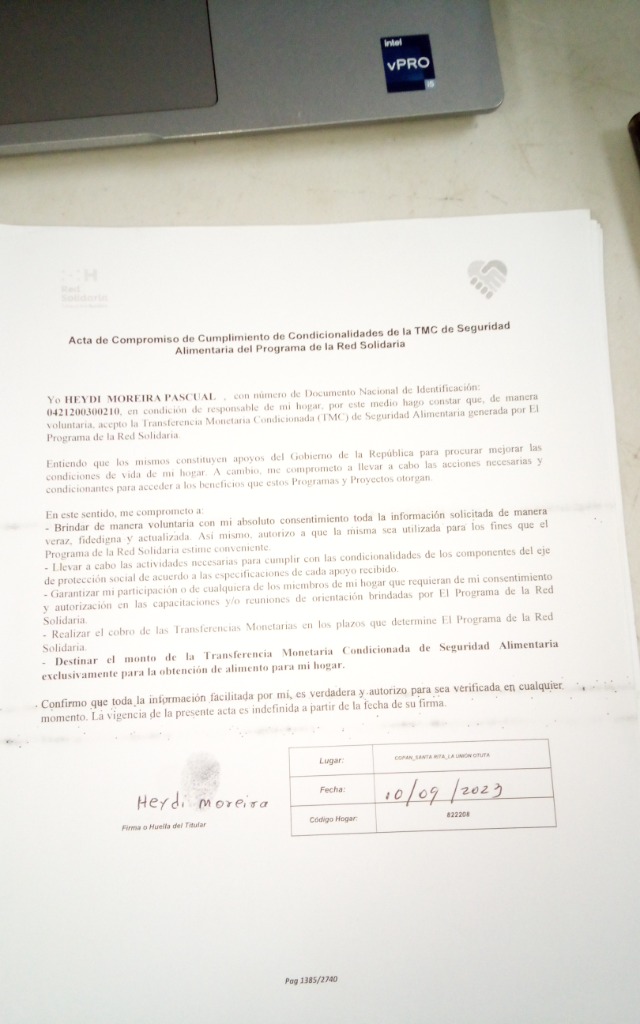 intel
vPRO
i5
H
Red
Solidaria
Acta de Compromiso de Cumplimiento de Condicionalidades de la TMC de Seguridad
Alimentaria del Programa de la Red Solidaria
Yo HEYDI MOREIRA PASCUAL , con número de Documento Nacional de Identificación:
0421200300210, en condición de responsable de mi hogar, por este medio hago constar que, de manera
voluntaria, acepto la Transferencia Monetaria Condicionada (TMC) de Seguridad Alimentaria generada por El
Programa de la Red Solidaria.
Entiendo que los mismos constituyen apoyos del Gobierno de la República para procurar mejorar las
condiciones de vida de mi hogar. A cambio, me comprometo a llevar a cabo las acciones necesarias y
condicionantes para acceder a los beneficios que estos Programas y Proyectos otorgan.
En este sentido, me comprometo a:
- Brindar de manera voluntaria con mi absoluto consentimiento toda la información solicitada de manera
veraz, fidedigna y actualizada. Así mismo, autorizo a que la misma sea utilizada para los fines que el
Programa de la Red Solidaria estime conveniente.
- Llevar a cabo las actividades necesarias para cumplir con las condicionalidades de los componentes del eje
de protección social de acuerdo a las especificaciones de cada apoyo recibido.
- Garantizar mi participación o de cualquiera de los miembros de mi hogar que requieran de mi consentimiento
y autorización en las capacitaciones y/o reuniones de orientación brindadas por El Programa de la Red
Solidaria.
- Realizar el cobro de las Transferencias Monetarias en los plazos que determine El Programa de la Red
Solidaria.
- Destinar el monto de la Transferencia Monetaria Condicionada de Seguridad Alimentaria
exclusivamente para la obtención de alimento para mi hogar.
Confirmo que toda la información facilitada por mi, es verdadera y autorizo para sea verificada en cualquier
momento. La vigencia de la presente acta es indefinida a partir de la fecha de su firma.
Heydi Moreira
Firma o Huella del Titular
Lugar: COPAN_SANTA RITA_LA UNION OTUTA
Fecha: 10/09/2023
Código Hogar: 822208
Pag 1385/2740